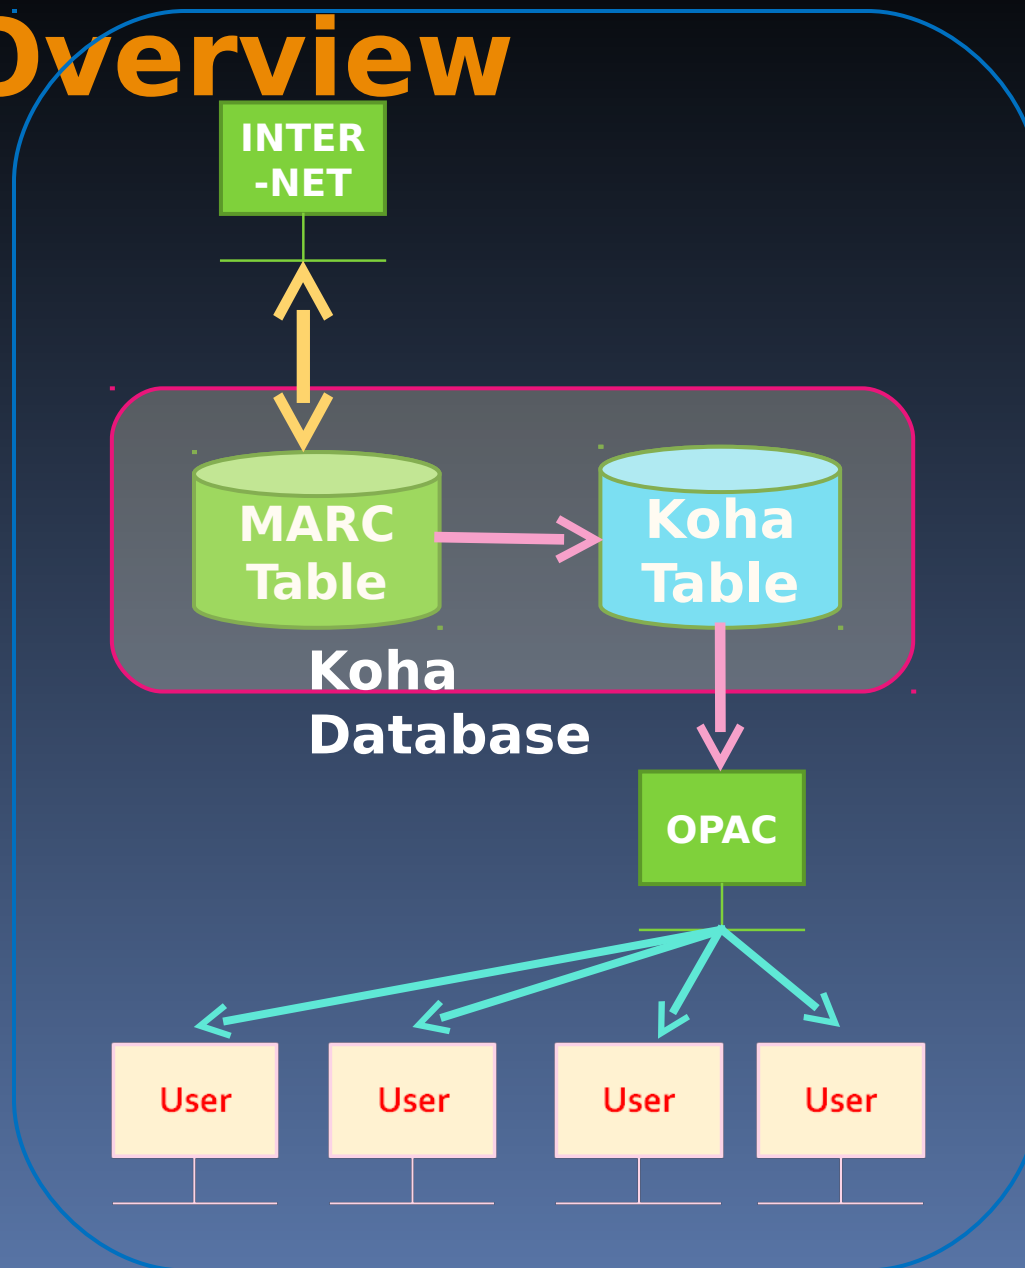 Overview
INTER
-NET
MARC
Table
Koha
Table
Koha
Database
OPAC
User
User
User
User